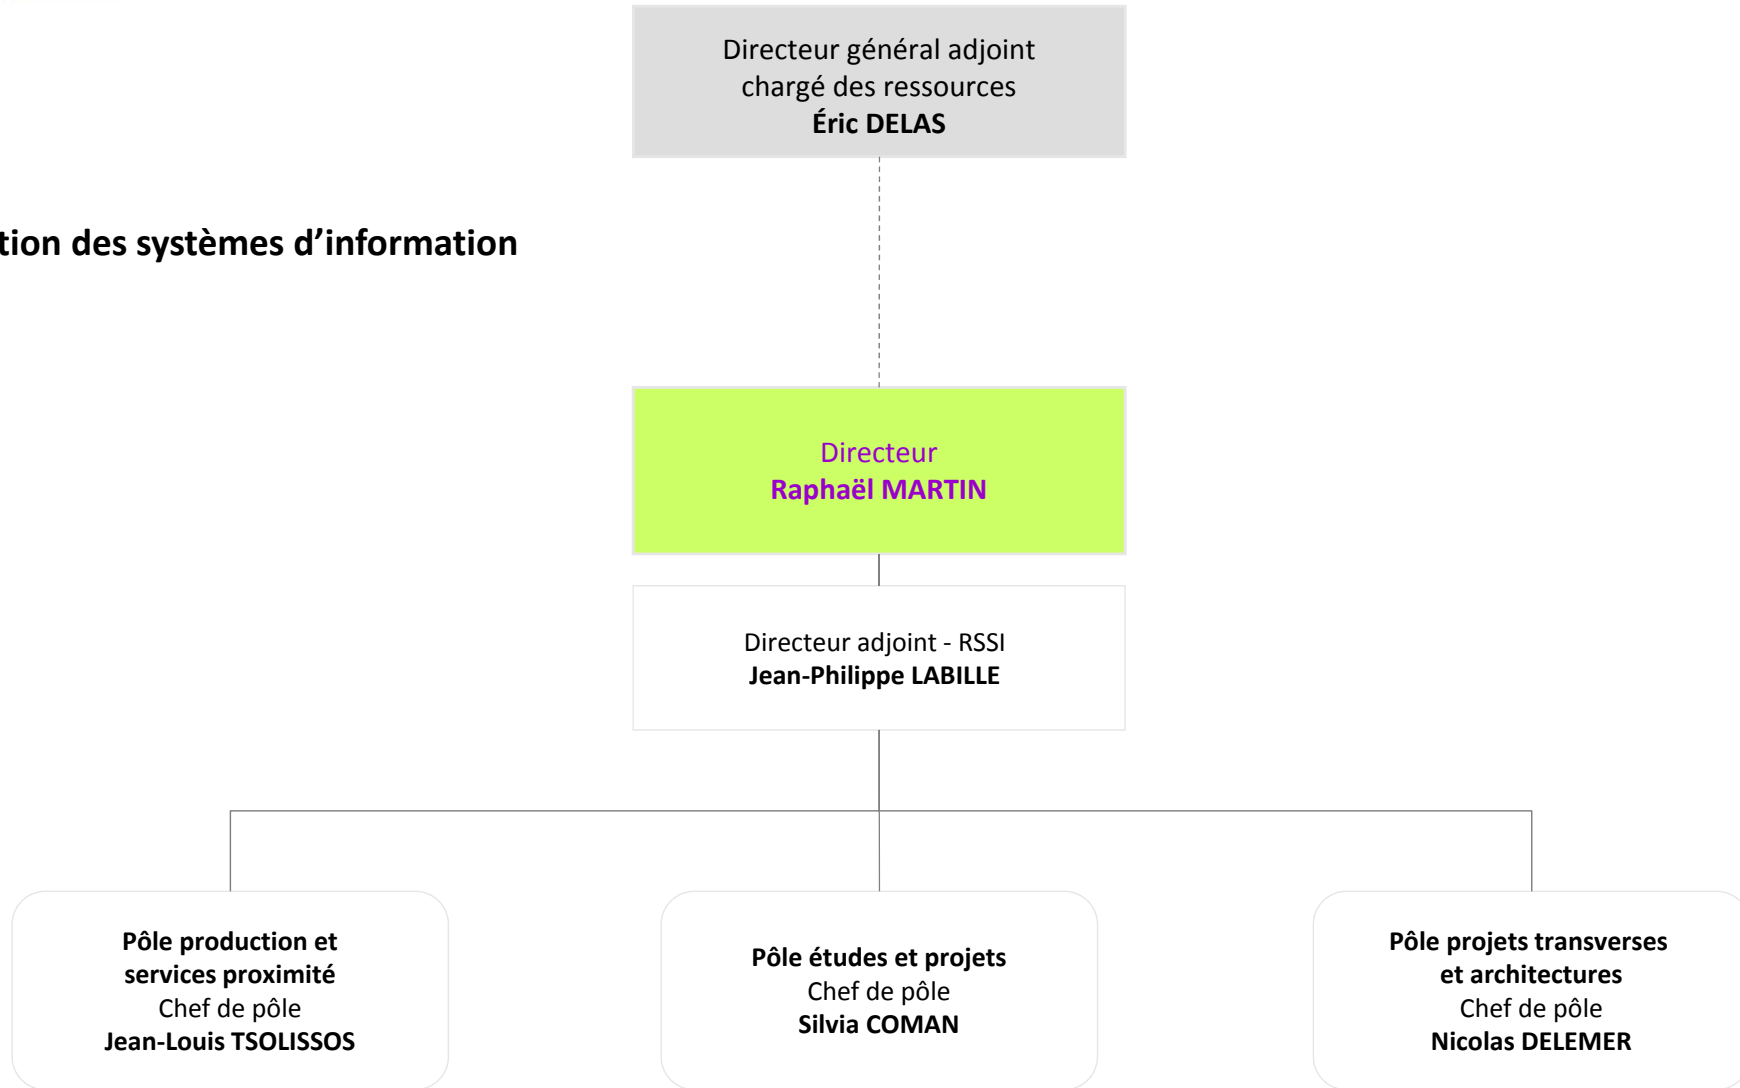 Directeur général adjoint
chargé des ressources
Éric DELAS
tion des systèmes d’information
Directeur
Raphaël MARTIN
Directeur adjoint - RSSI
Jean-Philippe LABILLE
Pôle production et
services proximité
Chef de pôle
Jean-Louis TSOLISSOS
Pôle études et projets
Chef de pôle
Silvia COMAN
Pôle projets transverses
et architectures
Chef de pôle
Nicolas DELEMER